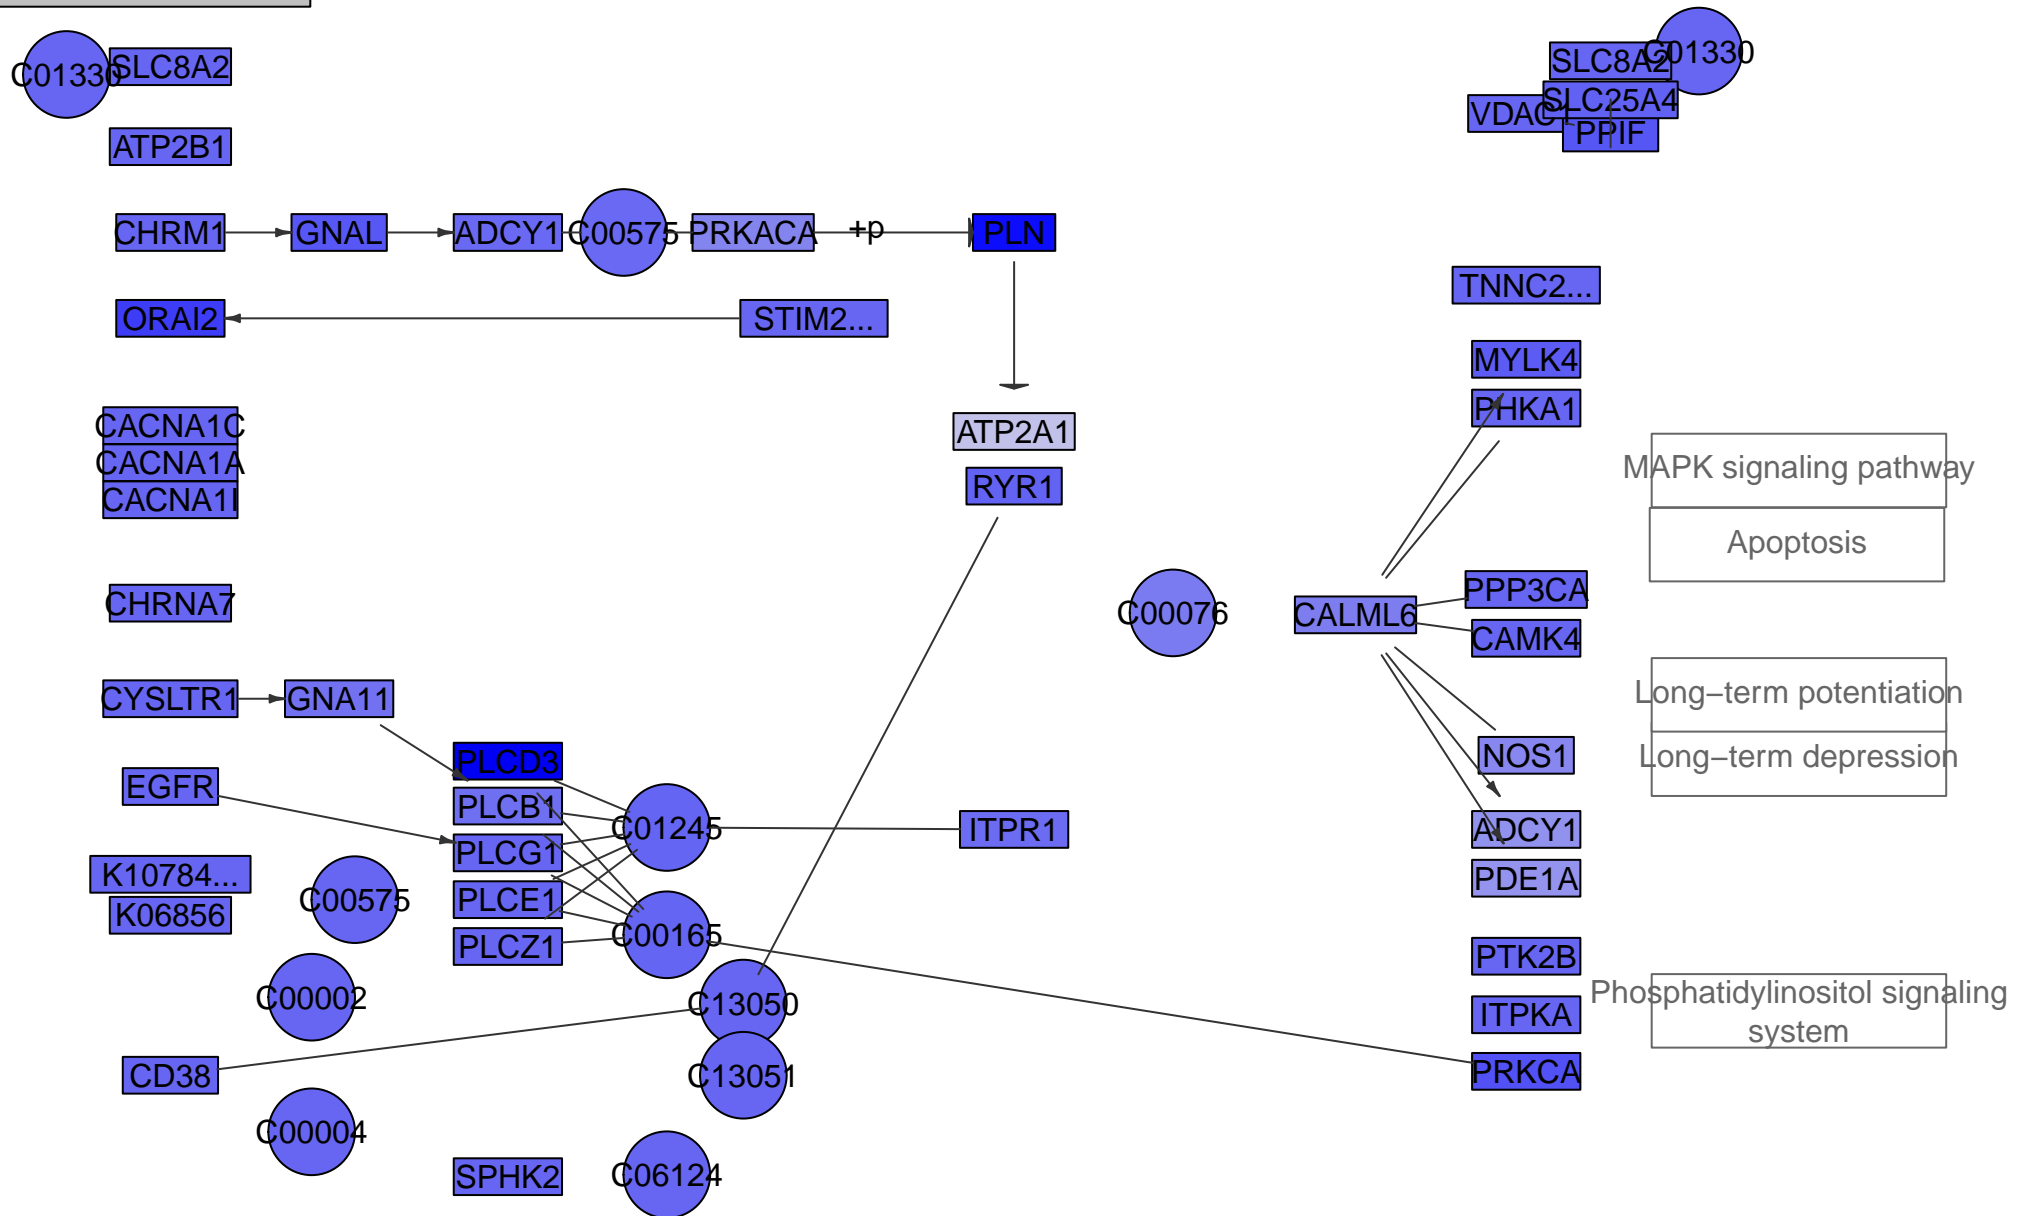 C01330
SLC8A2
SLC8A2
C01330
VDAC1
SLC25A4
PPIF
ATP2B1
CHRM1
GNAL
ADCY1
C00575
PRKACA
+p
PLN
ORAI2
STIM2...
TNNC2...
MYLK4
PHKA1
CACNA1C
CACNA1A
CACNA1I
ATP2A1
RYR1
MAPK signaling pathway
Apoptosis
CHRNA7
C00076
CALML6
PPP3CA
CAMK4
CYSLTR1
GNA11
Long−term potentiation
Long−term depression
PLCD3
NOS1
EGFR
PLCB1
C01245
ITPR1
ADCY1
PLCG1
K10784...
PDE1A
K06856
C00575
PLCE1
PLCZ1
C00165
PTK2B
C00002
C13050
ITPKA
Phosphatidylinositol signaling
system
CD38
C13051
PRKCA
C00004
SPHK2
C06124